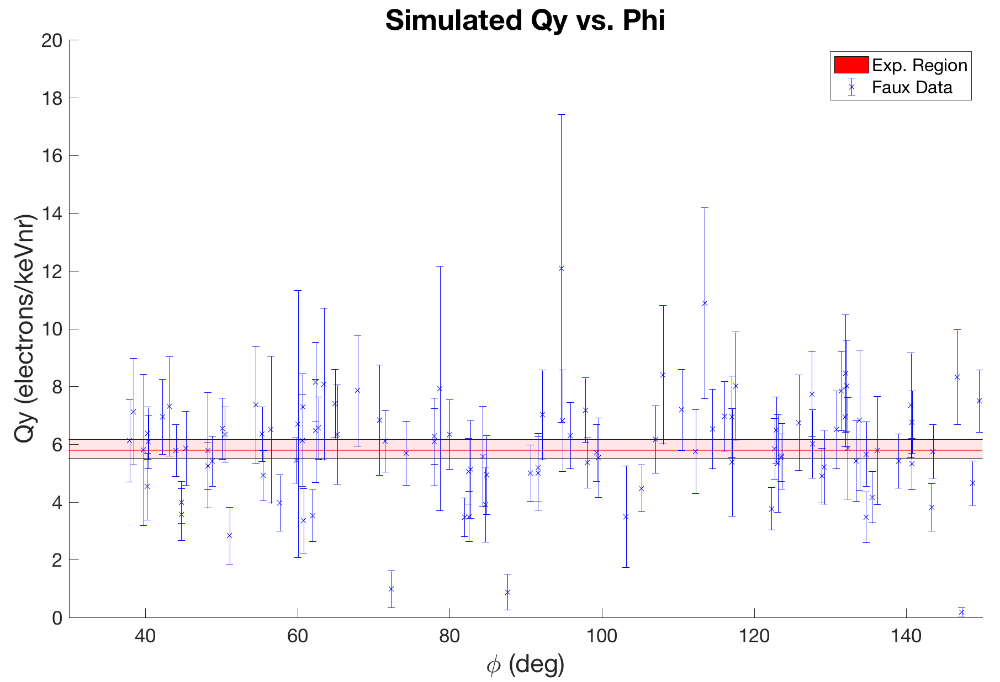 Simulated Qy vs. Phi
20
18
16
14
12
10
8
6
4
2
0
Qy (electrons/keVnr)
Exp. Region
Faux Data
40 60 80 100 120 140
ϕ (deg)